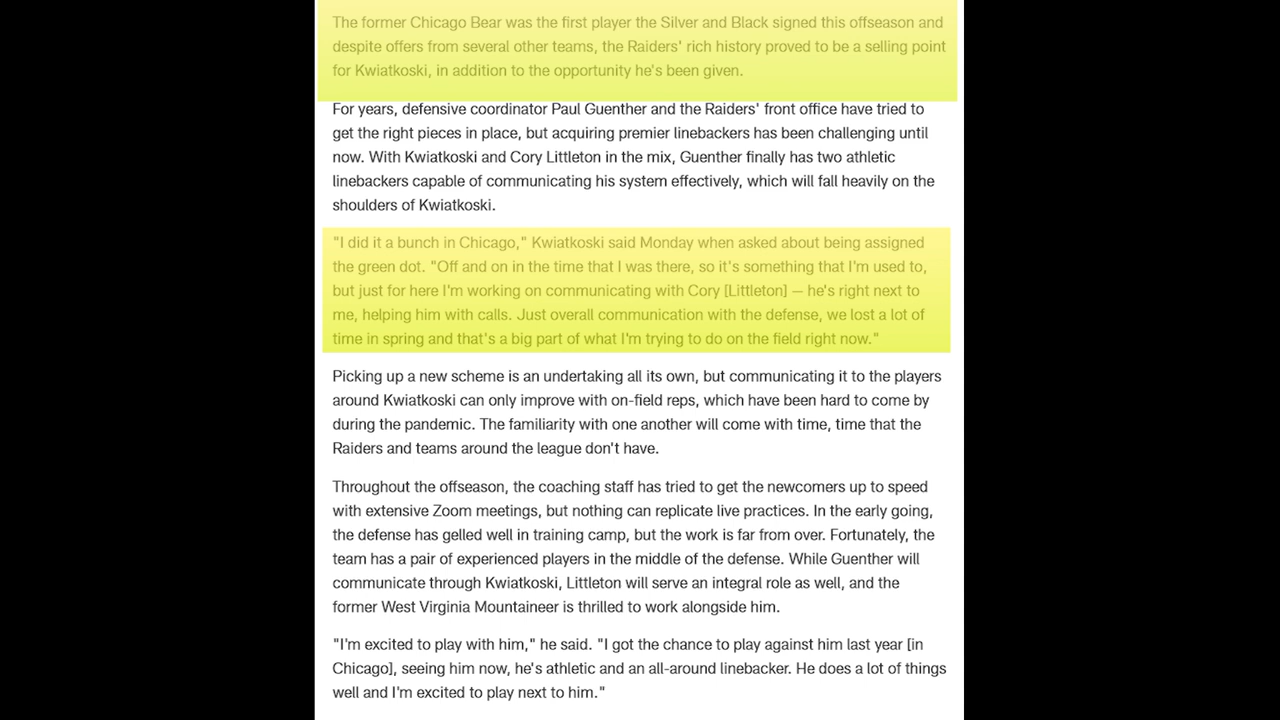 The former Chicago Bear was the first player the Silver and Black signed this offseason and
despite offers from several other teams, the Raiders' rich history proved to be a selling point
for Kwiatkoski, in addition to the opportunity he's been given.
For years, defensive coordinator Paul Guenther and the Raiders' front office have tried to
get the right pieces in place, but acquiring premier linebackers has been challenging until
now. With Kwiatkoski and Cory Littleton in the mix, Guenther finally has two athletic
linebackers capable of communicating his system effectively, which will fall heavily on the
shoulders of Kwiatkoski.
"I did it a bunch in Chicago," Kwiatkoski said Monday when asked about being assigned
the green dot. "Off and on in the time that I was there, so it's something that I'm used to,
but just for here I'm working on communicating with Cory [Littleton] — he's right next to
me, helping him with calls. Just overall communication with the defense, we lost a lot of
time in spring and that's a big part of what I'm trying to do on the field right now."
Picking up a new scheme is an undertaking all its own, but communicating it to the players
around Kwiatkoski can only improve with on-field reps, which have been hard to come by
during the pandemic. The familiarity with one another will come with time, time that the
Raiders and teams around the league don't have.
Throughout the offseason, the coaching staff has tried to get the newcomers up to speed
with extensive Zoom meetings, but nothing can replicate live practices. In the early going,
the defense has gelled well in training camp, but the work is far from over. Fortunately, the
team has a pair of experienced players in the middle of the defense. While Guenther will
communicate through Kwiatkoski, Littleton will serve an integral role as well, and the
former West Virginia Mountaineer is thrilled to work alongside him.
"I'm excited to play with him," he said. "I got the chance to play against him last year [in
Chicago], seeing him now, he's athletic and an all-around linebacker. He does a lot of things
well and I'm excited to play next to him."